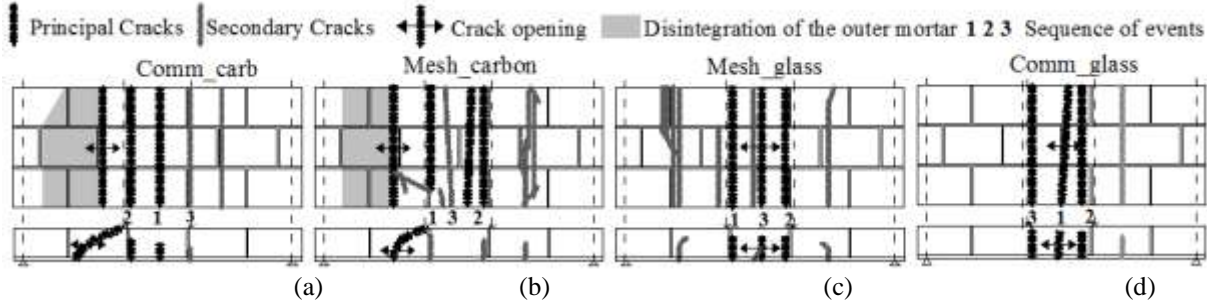 Principal Cracks Secondary Cracks Crack opening Disintegration of the outer mortar 1 2 3 Sequence of events
Comm_carb Mesh_carbon Mesh_glass Comm_glass
2 1 3 1 3 2 1 3 2 3 1 2
(a) (b) (c) (d)